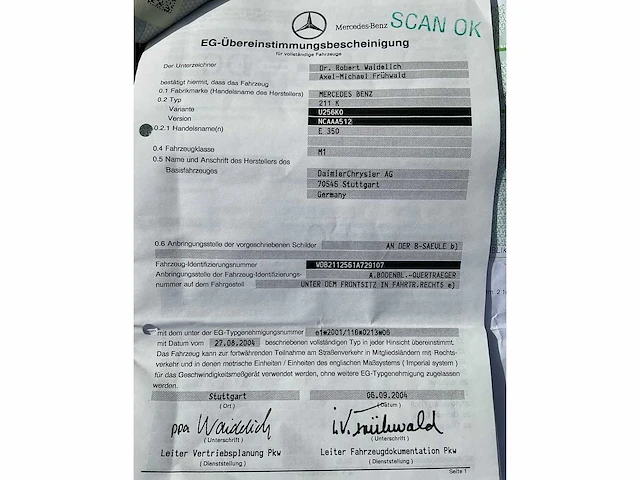 Mercedes-Benz SCAN OK
EG-Übereinstimmungsbescheinigung
für vollständige Fahrzeuge
Der Unterzeichner Dr. Robert Waidelich
Axel-Michael Frühwald
bestätigt hiermit, dass das Fahrzeug
0.1 Fabrikmarke (Handelsname des Herstellers) MERCEDES BENZ
0.2 Typ 211 K
Variante U256K0
Version NCAAA512
0.2.1 Handelsname(n) E 350
0.4 Fahrzeugklasse M1
0.5 Name und Anschrift des Herstellers des
Basisfahrzeuges DaimlerChrysler AG
70546 Stuttgart
Germany
0.6 Anbringungsstelle der vorgeschriebenen Schilder AN DER B-SAEULE b)
Fahrzeug-Identifizierungsnummer WDB2112561A729107
Anbringungsstelle der Fahrzeug-Identifizierungs- A.BODENBL.-QUERTRAEGER
nummer auf dem Fahrgestell UNTER DEM FRONTSITZ IN FAHRTR.RECHTS e)
mit dem unter der EG-Typgenehmigungsnummer e1*2001/116*0213*06
mit Datum vom 27.08.2004 beschriebenen vollständigen Typ in jeder Hinsicht übereinstimmt.
Das Fahrzeug kann zur fortwährenden Teilnahme am Straßenverkehr in Mitgliedsländern mit Rechts-
verkehr und in denen metrische Einheiten / Einheiten des englischen Maßsystems ( Imperial system )
für das Geschwindigkeitsmeßgerät verwendet werden, ohne weitere EG-Typgenehmigung zugelassen
werden.
Stuttgart 06.09.2004
( Ort ) ( Datum )
ppa Waidelich i.V. Frühwald
( Unterschrift ) ( Unterschrift )
Leiter Vertriebsplanung Pkw Leiter Fahrzeugdokumentation Pkw
( Dienststellung ) ( Dienststellung )
Seite 1